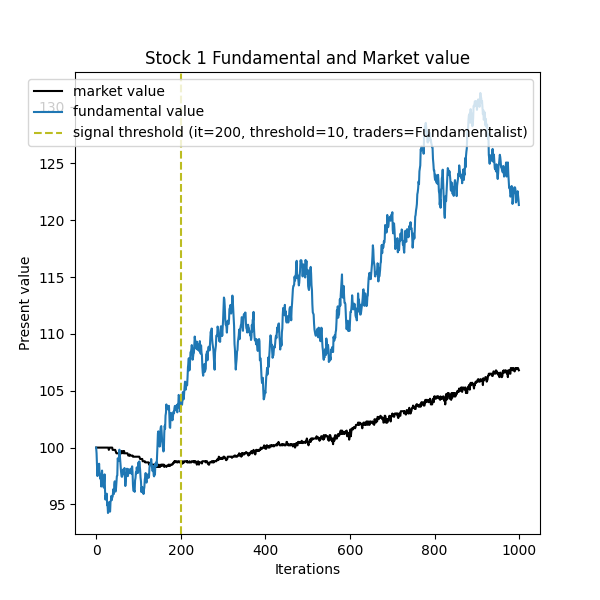 Stock 1 Fundamental and Market value
market value
fundamental value
signal threshold (it=200, threshold=10, traders=Fundamentalist)
130
125
120
115
110
105
100
95
Present value
0 200 400 600 800 1000
Iterations